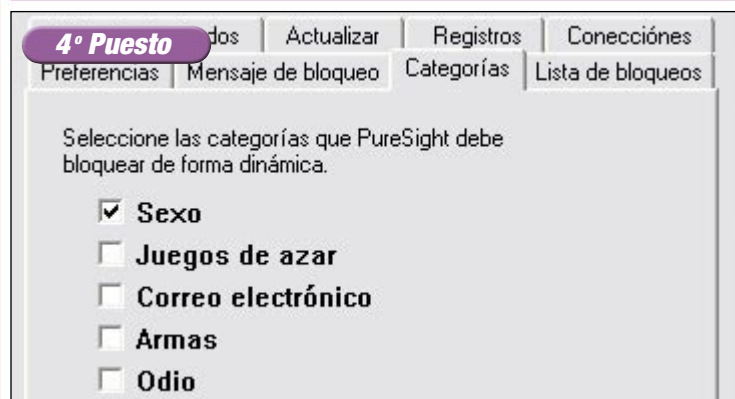 4º Puesto
Actualizar
Registros
Conecciónes
Preferencias
Mensaje de bloqueo
Categorías
Lista de bloqueos
Seleccione las categorías que PureSight debe
bloquear de forma dinámica.
Sexo
Juegos de azar
Correo electrónico
Armas
Odio